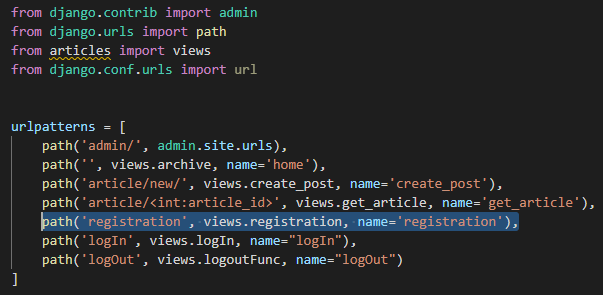 from django.contrib import admin
from django.urls import path
from articles import views
from django.conf.urls import url
urlpatterns = [
path('admin/', admin.site.urls),
path('', views.archive, name='home'),
path('article/new/', views.create_post, name='create_post'),
path('article/<int:article_id>', views.get_article, name='get_article'),
path('registration', views.registration, name='registration'),
path('logIn', views.logIn, name="logIn"),
path('logOut', views.logoutFunc, name="logOut")
]